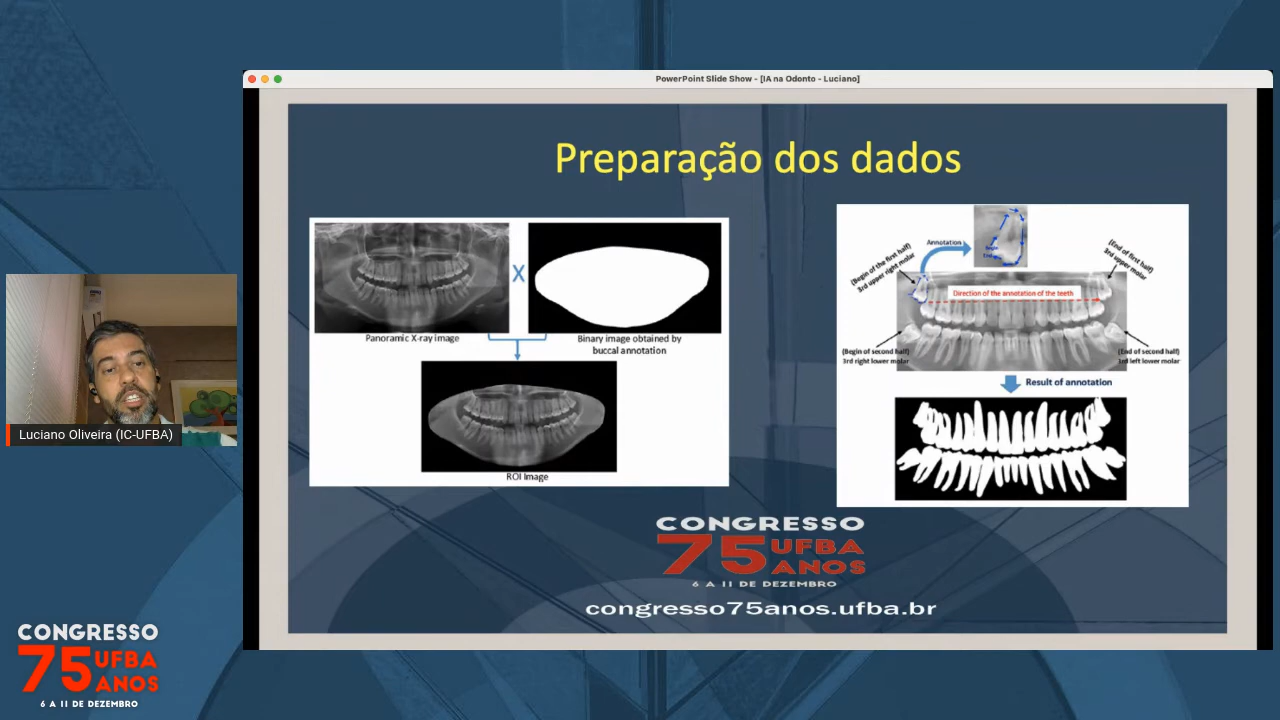 PowerPoint Slide Show - [IA na Odonto - Luciano]
Preparação dos dados
X
Panoramic X-ray image
Binary image obtained by
buccal annotation
ROI Image
Annotation
Begin
End
(Begin of the first half)
3rd upper right molar
(End of first half)
3rd upper molar
Direction of the annotation of the teeth
(Begin of second half)
3rd right lower molar
(End of second half)
3rd left lower molar
Result of annotation
CONGRESSO
75 UFBA
ANOS
6 A 11 DE DEZEMBRO
congresso75anos.ufba.br
Luciano Oliveira (IC-UFBA)
CONGRESSO
75 UFBA
ANOS
6 A 11 DE DEZEMBRO